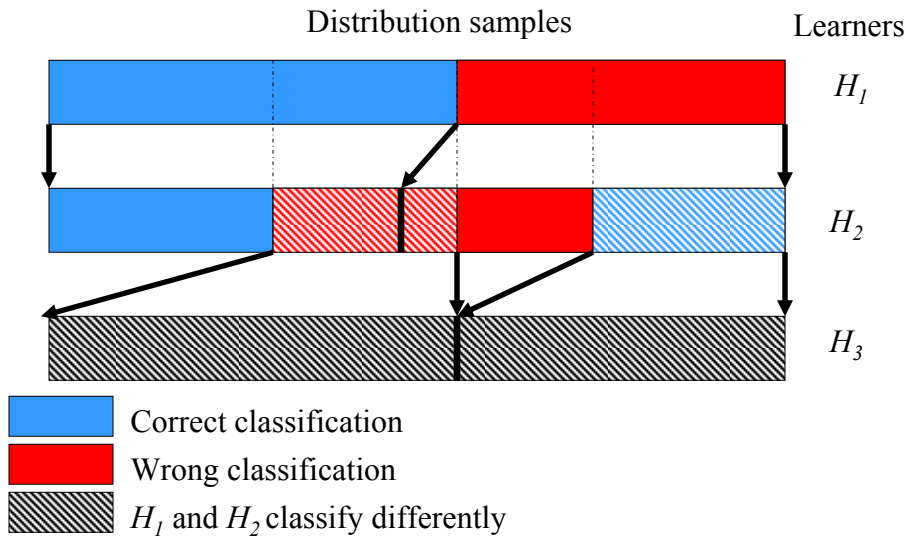 Distribution samples
Learners
H1
H2
H3
Correct classification
Wrong classification
H1 and H2 classify differently